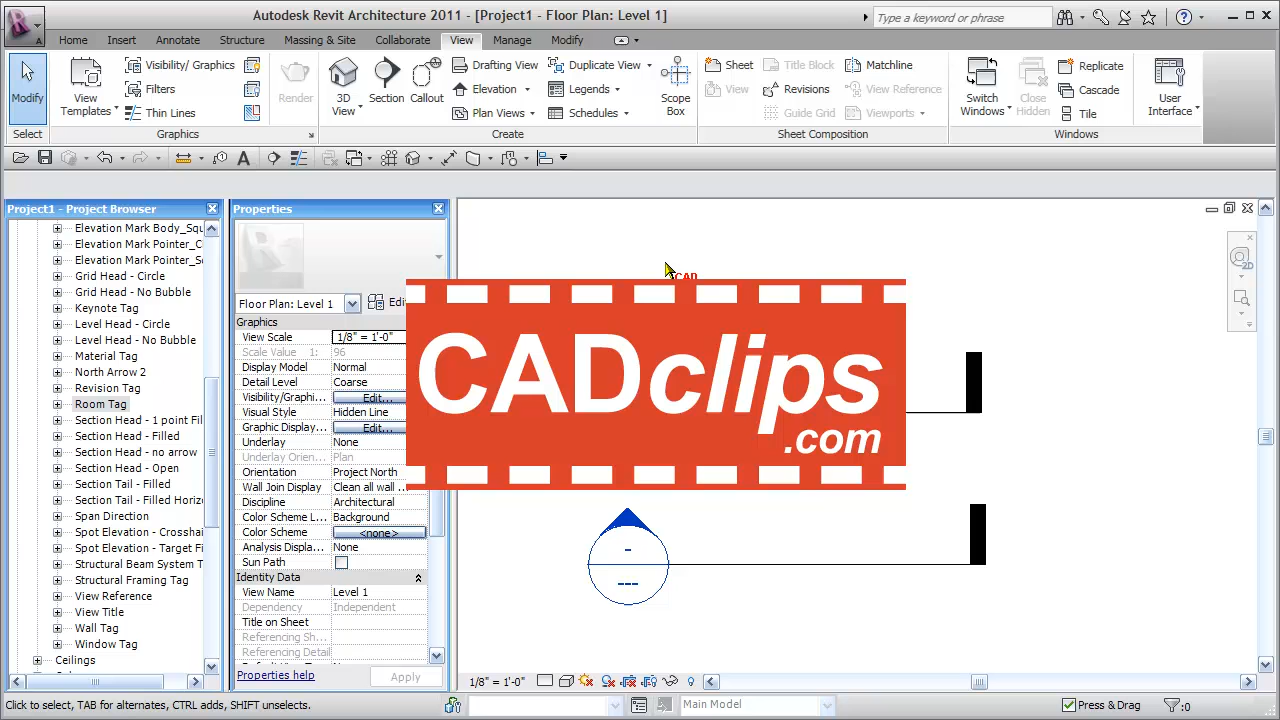 Autodesk Revit Architecture 2011 - [Project1 - Floor Plan: Level 1]
Type a keyword or phrase
Home Insert Annotate Structure Massing & Site Collaborate View Manage Modify
Modify
Select
View Templates
Visibility/ Graphics
Filters
Thin Lines
Graphics
Render
3D View
Section
Callout
Drafting View
Elevation
Plan Views
Duplicate View
Legends
Schedules
Scope Box
Create
Sheet
View
Title Block
Revisions
Guide Grid
Matchline
View Reference
Viewports
Sheet Composition
Switch Windows
Close Hidden
Replicate
Cascade
Tile
Windows
User Interface
A
Project1 - Project Browser
Elevation Mark Body_Squ
Elevation Mark Pointer_C
Elevation Mark Pointer_S
Grid Head - Circle
Grid Head - No Bubble
Keynote Tag
Level Head - Circle
Level Head - No Bubble
Material Tag
North Arrow 2
Revision Tag
Room Tag
Section Head - 1 point Fil
Section Head - Filled
Section Head - no arrow
Section Head - Open
Section Tail - Filled
Section Tail - Filled Horiz
Span Direction
Spot Elevation - Crosshai
Spot Elevation - Target Fi
Structural Beam System T
Structural Framing Tag
View Reference
View Title
Wall Tag
Window Tag
Ceilings
Properties
Floor Plan: Level 1
Edi
Graphics
View Scale 1/8" = 1'-0"
Scale Value 1: 96
Display Model Normal
Detail Level Coarse
Visibility/Graphi... Edit...
Visual Style Hidden Line
Graphic Display... Edit...
Underlay None
Underlay Orien... Plan
Orientation Project North
Wall Join Display Clean all wall
Discipline Architectural
Color Scheme L... Background
Color Scheme <none>
Analysis Displa... None
Sun Path
Identity Data
View Name Level 1
Dependency Independent
Title on Sheet
Referencing Sh...
Referencing Detail
Properties help
Apply
2D
CAD
CADclips
.com
-
---
1/8" = 1'-0"
Click to select, TAB for alternates, CTRL adds, SHIFT unselects.
Main Model
Press & Drag
:0